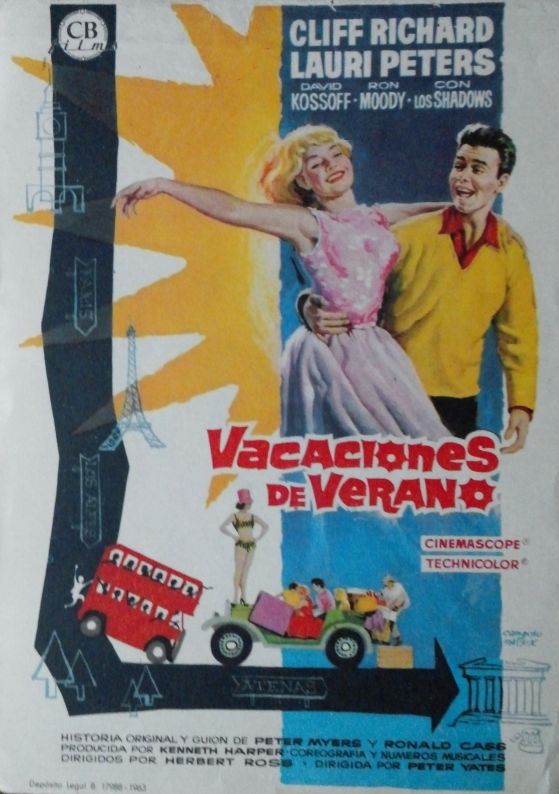 CB
films
CLIFF RICHARD
LAURI PETERS
DAVID KOSSOFF · RON MOODY · CON LOS SHADOWS
PARIS
LOS ALPES
Vacaciones
DE VERANO
CINEMASCOPE®
TECHNICOLOR®
ATENAS
HISTORIA ORIGINAL Y GUION DE PETER MYERS Y RONALD CASS
PRODUCIDA POR KENNETH HARPER · COREOGRAFIA Y NUMEROS MUSICALES
DIRIGIDOS POR HERBERT ROSS · DIRIGIDA POR PETER YATES
Depósito Legal B. 17988 - 1963